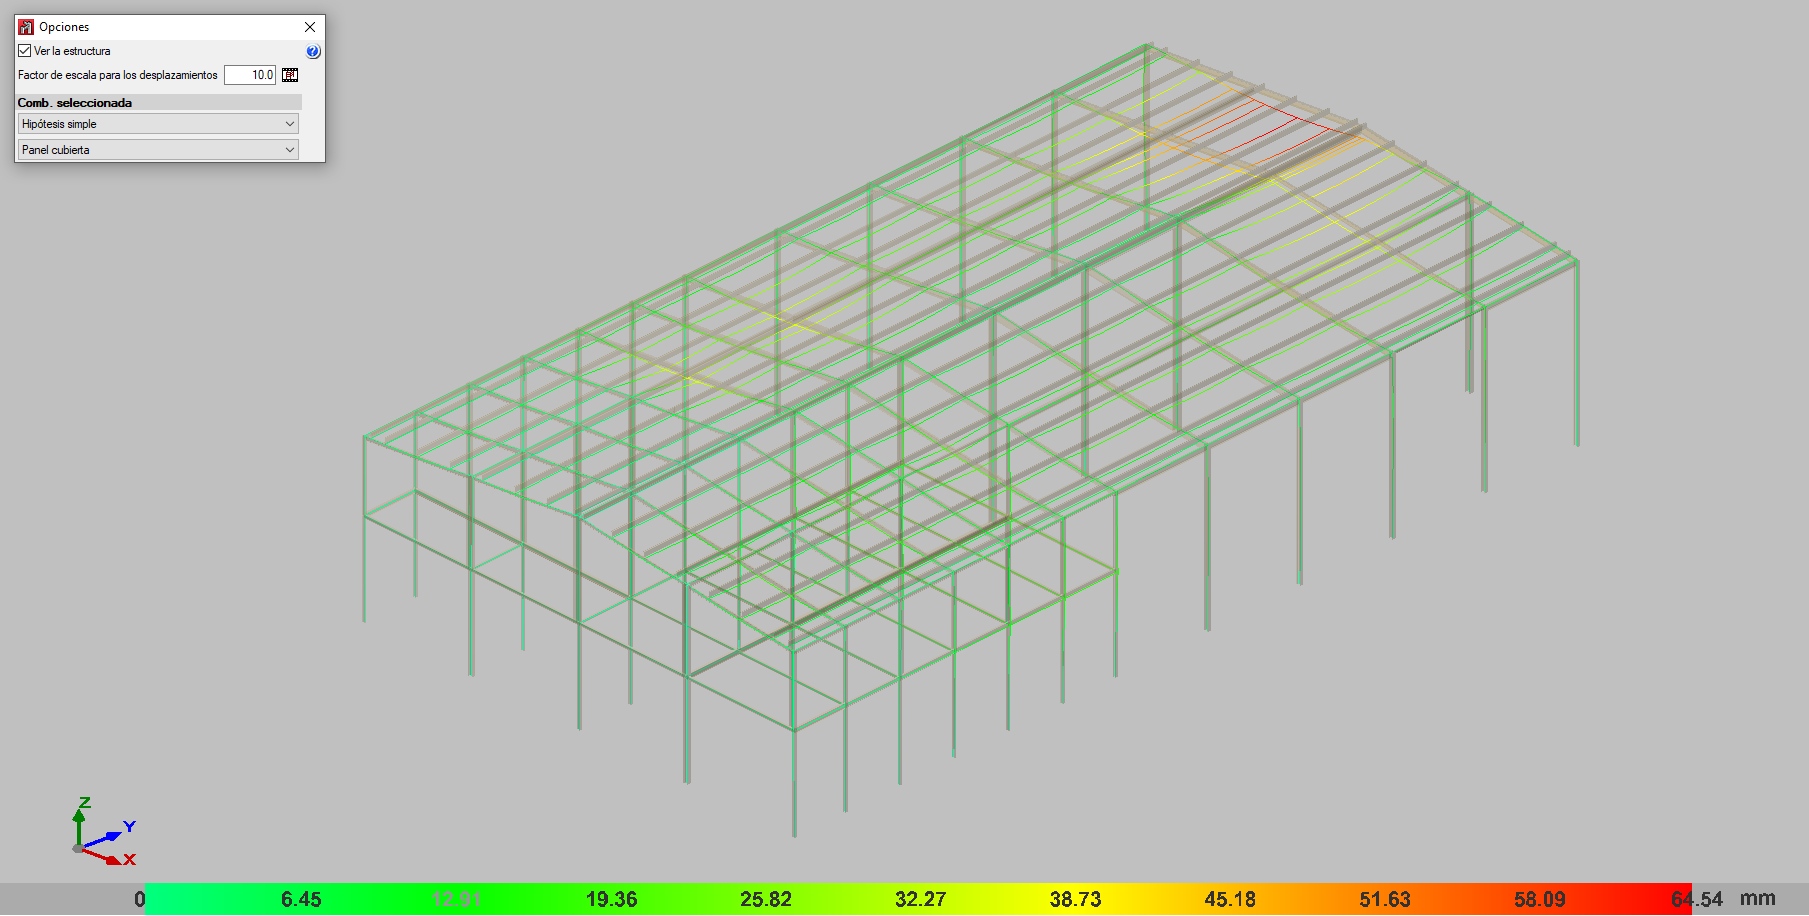 Opciones
Ver la estructura
Factor de escala para los desplazamientos 10.0
Comb. seleccionada
Hipótesis simple
Panel cubierta
Z
Y
X
0 6.45 12.91 19.36 25.82 32.27 38.73 45.18 51.63 58.09 64.54 mm